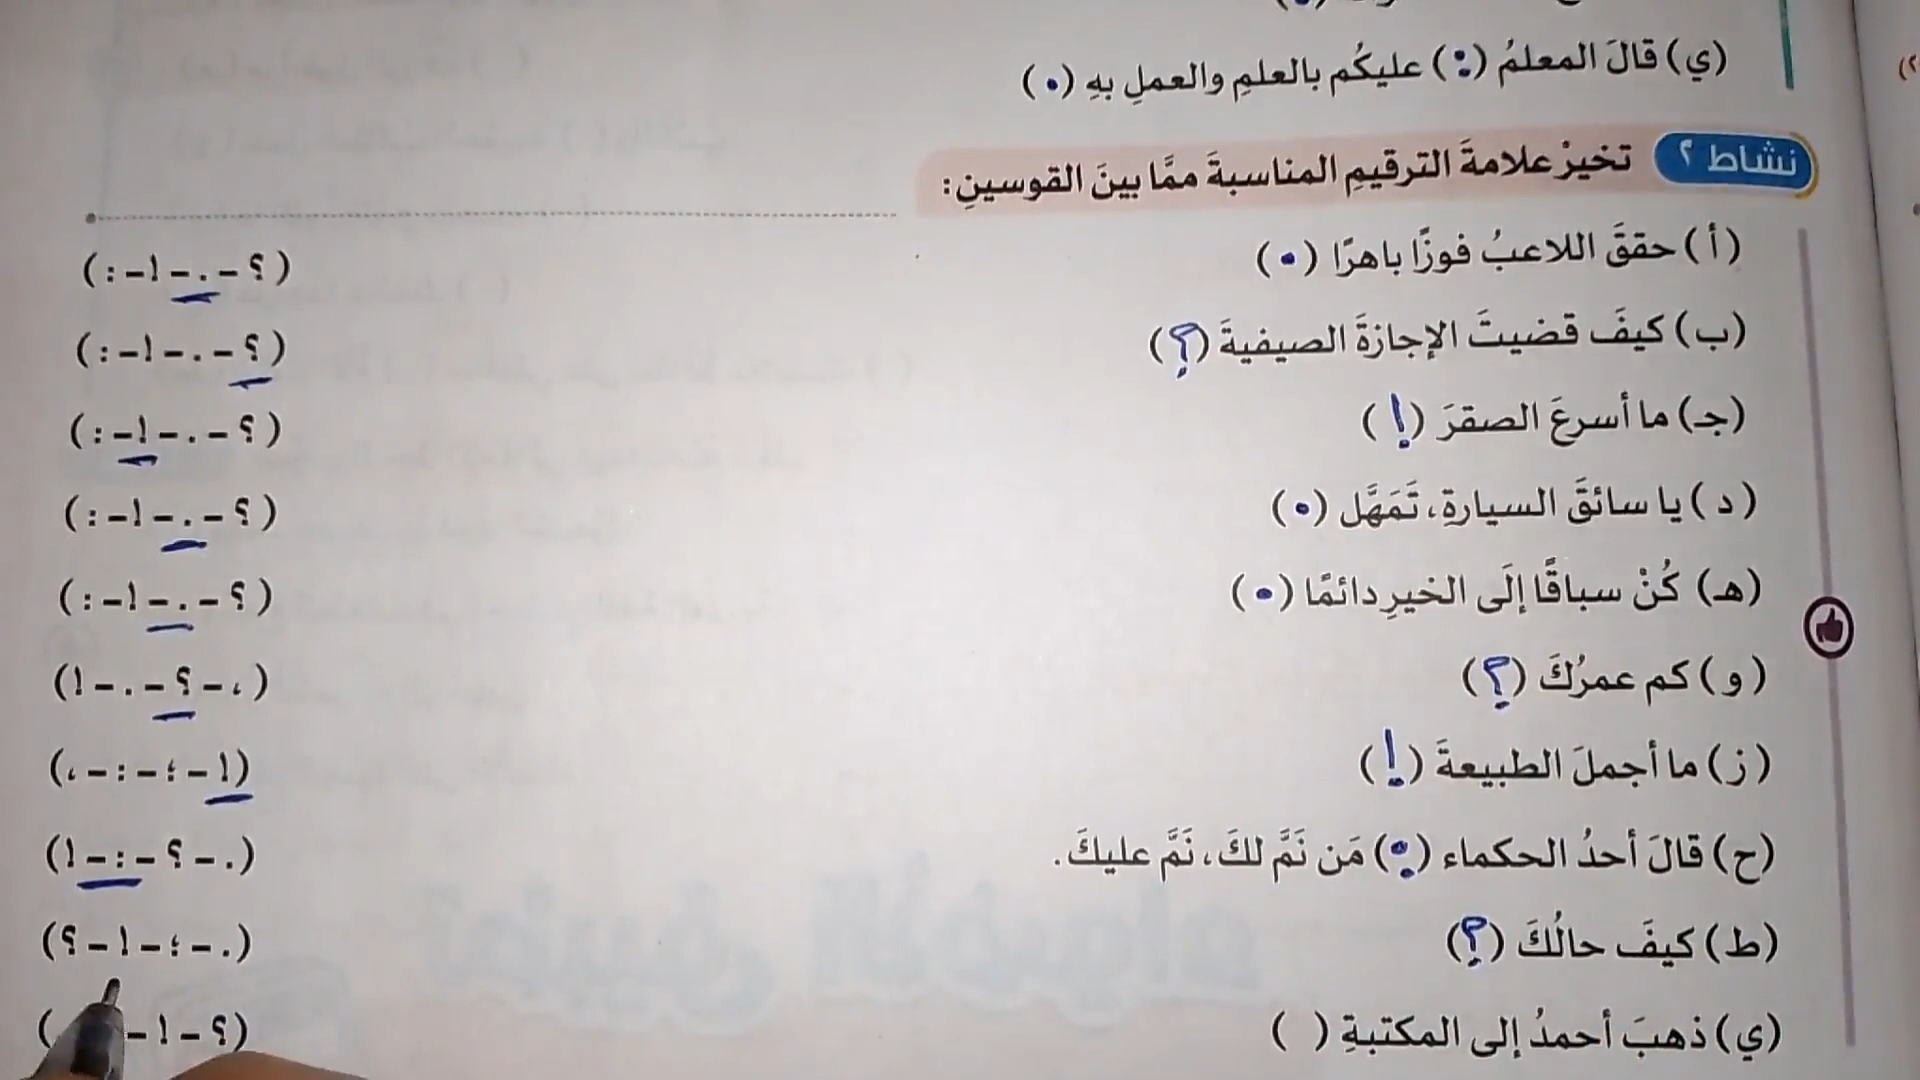 (ي) قالَ المعلمُ (:) عليكُم بالعلمِ والعملِ بهِ (.)
نشاط ٢ تخيرْ علامةَ الترقيمِ المناسبةَ ممَّا بينَ القوسينِ:
(أ) حققَ اللاعبُ فوزًا باهرًا (.) (؟ - . - ! - :)
(ب) كيفَ قضيتَ الإجازةَ الصيفيةَ (؟) (؟ - . - ! - :)
(جـ) ما أسرعَ الصقرَ (!) (؟ - . - ! - :)
(د) يا سائقَ السيارةِ، تَمَهَّل (.) (؟ - . - ! - :)
(هـ) كُنْ سباقًا إلَى الخيرِ دائمًا (.) (؟ - . - ! - :)
(و) كم عمرُكَ (؟) (، - ؟ - . - !)
(ز) ما أجملَ الطبيعةَ (!) (! - ؛ - : - ،)
(ح) قالَ أحدُ الحكماء (:) مَن نَمَّ لكَ، نَمَّ عليكَ. (. - ؟ - : - !)
(ط) كيفَ حالُكَ (؟) (. - ؛ - ! - ؟)
(ي) ذهبَ أحمدُ إلى المكتبةِ ( ) (؟ - ! -